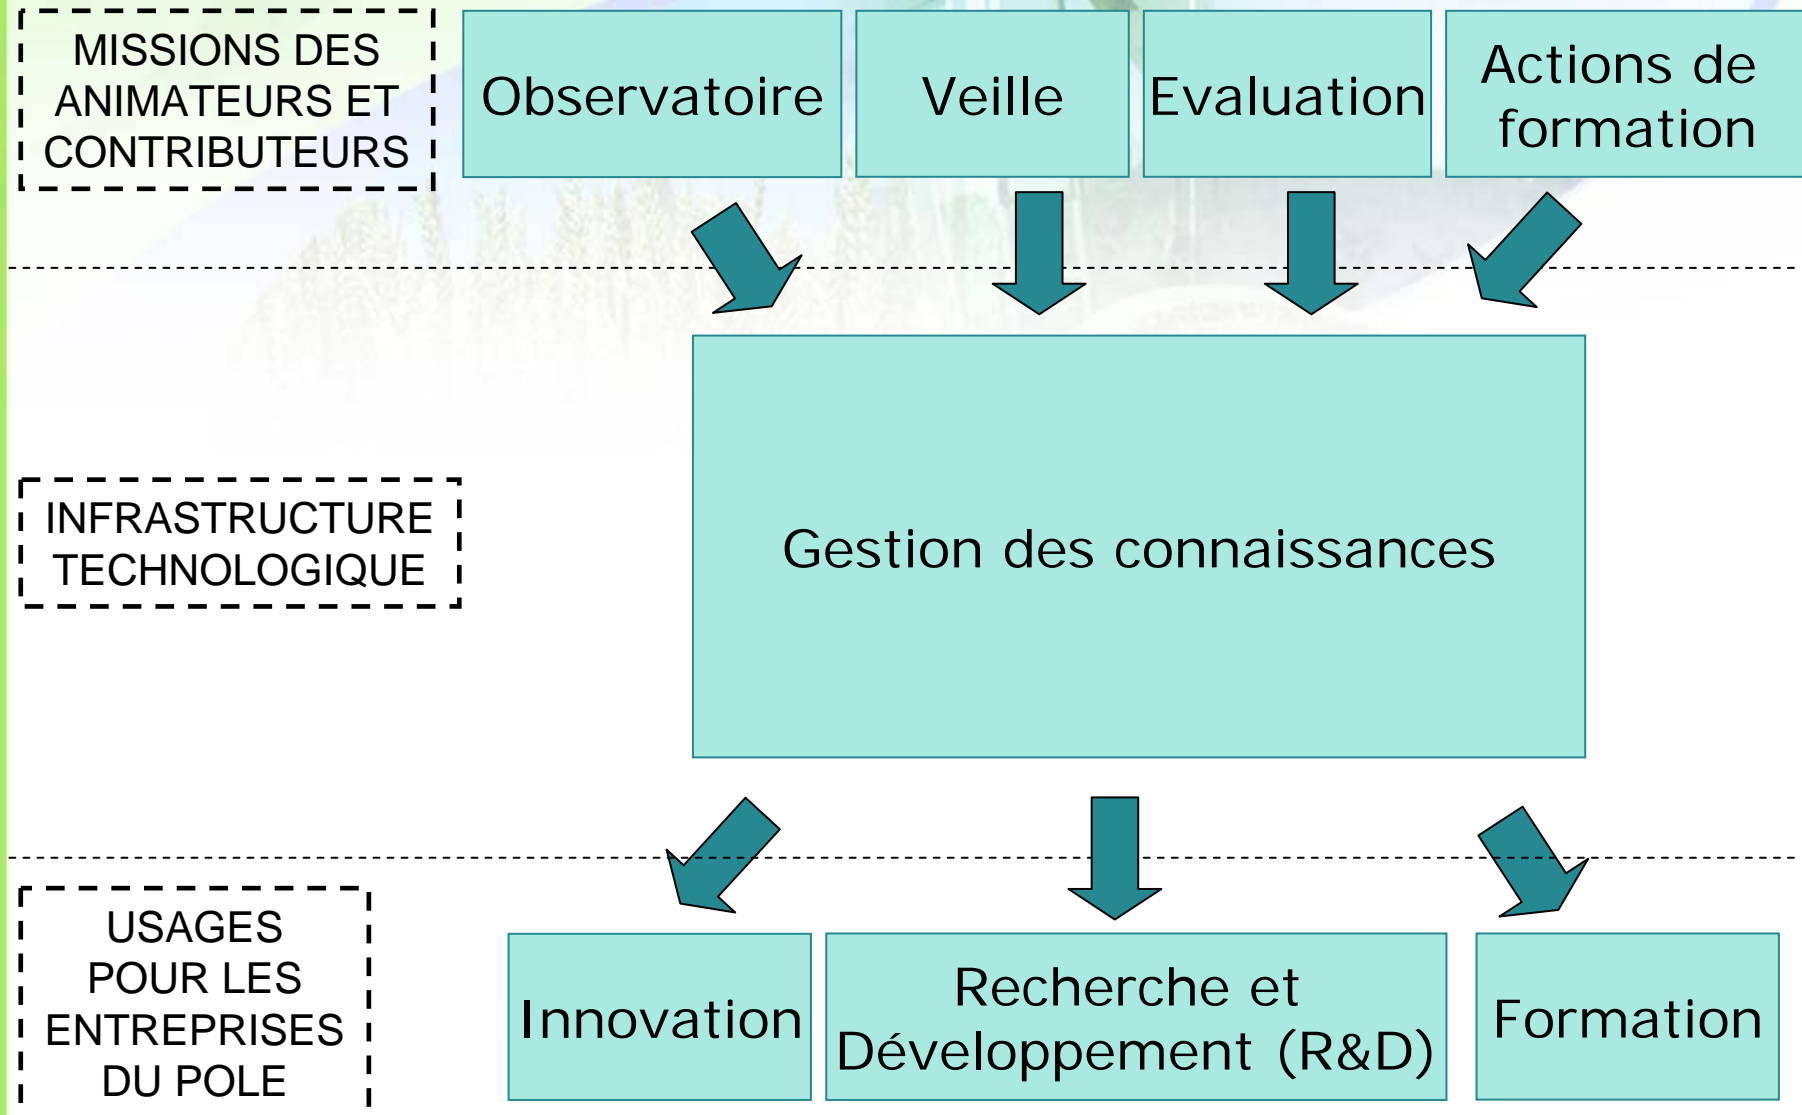 MISSIONS DES
ANIMATEURS ET
CONTRIBUTEURS
Observatoire
Veille
Evaluation
Actions de
formation
INFRASTRUCTURE
TECHNOLOGIQUE
Gestion des connaissances
USAGES
POUR LES
ENTREPRISES
DU POLE
Innovation
Recherche et
Développement (R&D)
Formation